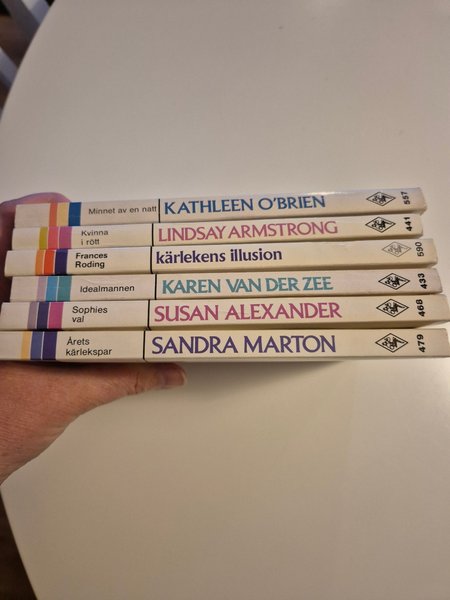 Minnet av en natt KATHLEEN O'BRIEN 557
Kvinna
i rött
LINDSAY ARMSTRONG 441
Frances
Roding
kärlekens illusion 590
Idealmannen KAREN VAN DER ZEE 433
Sophies
val
SUSAN ALEXANDER 468
Årets
kärlekspar
SANDRA MARTON 479